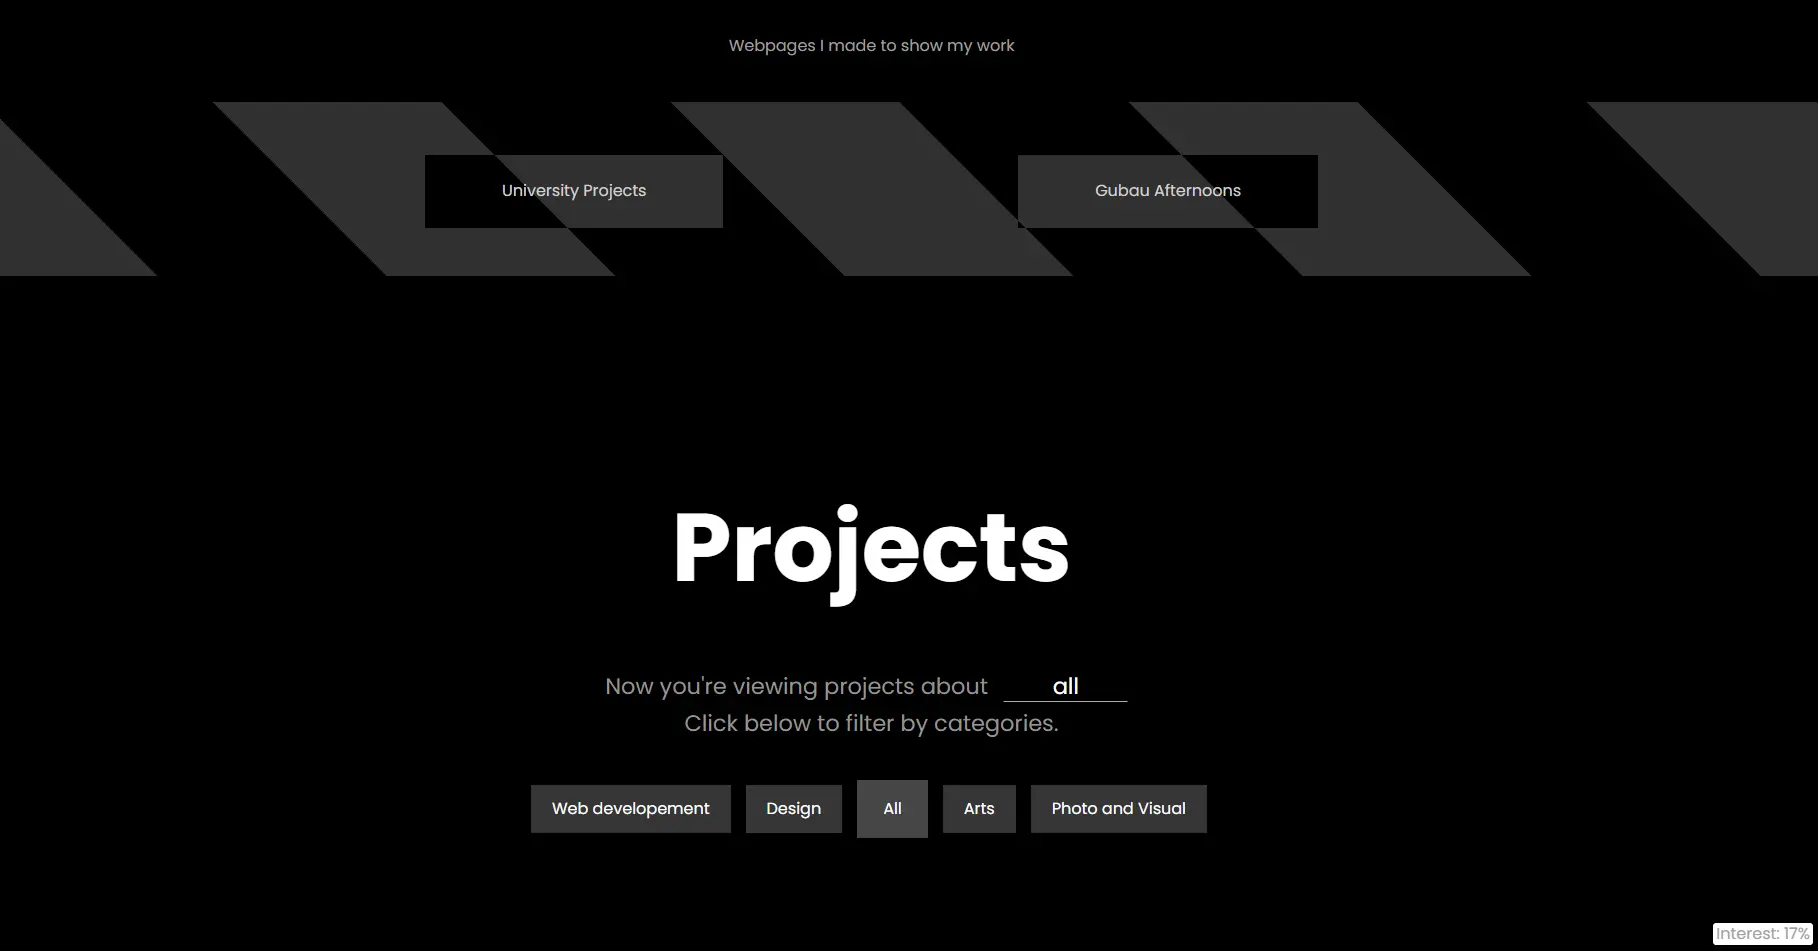 Webpages I made to show my work
University Projects
Gubau Afternoons
Projects
Now you're viewing projects about all
Click below to filter by categories.
Web developement
Design
All
Arts
Photo and Visual
Interest: 17%